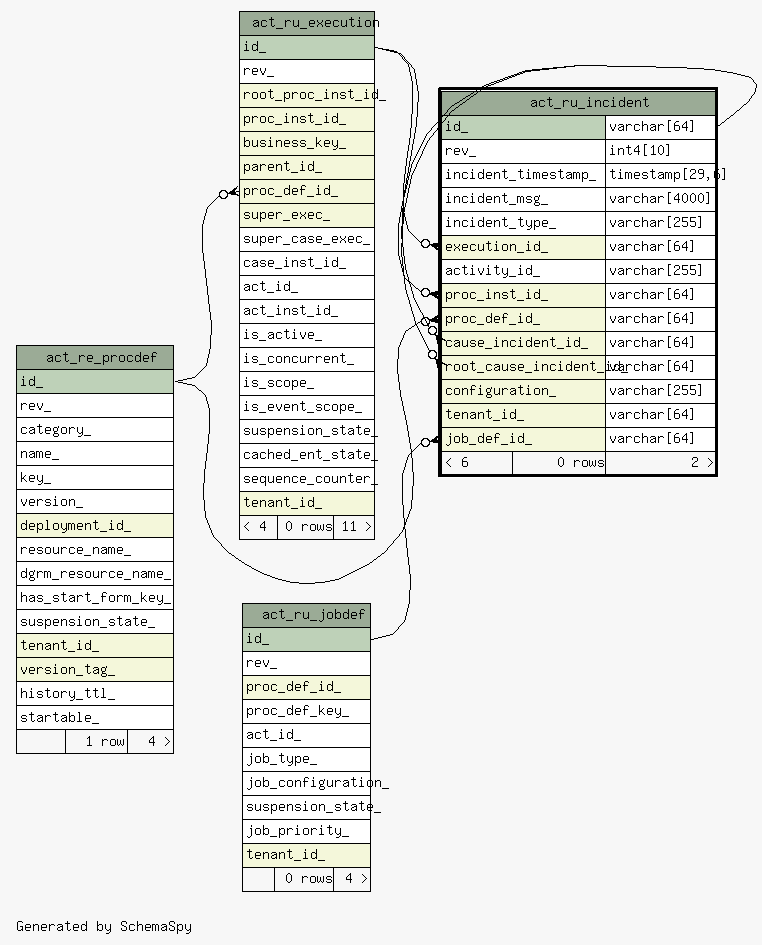 act_ru_execution
id_
rev_
root_proc_inst_id_
proc_inst_id_
business_key_
parent_id_
proc_def_id_
super_exec_
super_case_exec_
case_inst_id_
act_id_
act_inst_id_
is_active_
is_concurrent_
is_scope_
is_event_scope_
suspension_state_
cached_ent_state_
sequence_counter_
tenant_id_
< 4 0 rows 11 >
act_ru_incident
id_ varchar[64]
rev_ int4[10]
incident_timestamp_ timestamp[29,6]
incident_msg_ varchar[4000]
incident_type_ varchar[255]
execution_id_ varchar[64]
activity_id_ varchar[255]
proc_inst_id_ varchar[64]
proc_def_id_ varchar[64]
cause_incident_id_ varchar[64]
root_cause_incident_id_ varchar[64]
configuration_ varchar[255]
tenant_id_ varchar[64]
job_def_id_ varchar[64]
< 6 0 rows 2 >
act_re_procdef
id_
rev_
category_
name_
key_
version_
deployment_id_
resource_name_
dgrm_resource_name_
has_start_form_key_
suspension_state_
tenant_id_
version_tag_
history_ttl_
startable_
1 row 4 >
act_ru_jobdef
id_
rev_
proc_def_id_
proc_def_key_
act_id_
job_type_
job_configuration_
suspension_state_
job_priority_
tenant_id_
0 rows 4 >
Generated by SchemaSpy